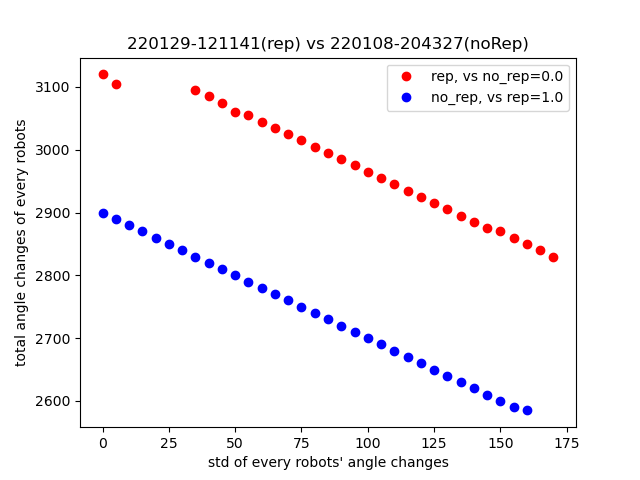 220129-121141(rep) vs 220108-204327(noRep)
rep, vs no_rep=0.0
no_rep, vs rep=1.0
total angle changes of every robots
3100
3000
2900
2800
2700
2600
0 25 50 75 100 125 150 175
std of every robots' angle changes